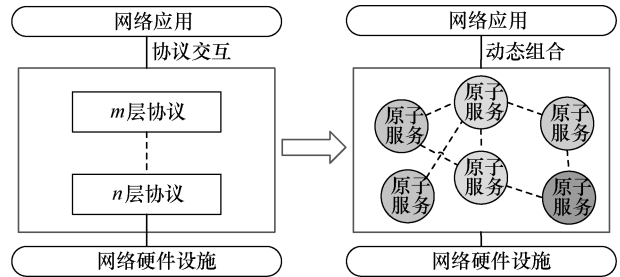 网络应用
协议交互
m层协议
n层协议
网络硬件设施
网络应用
动态组合
原子
服务
原子
服务
原子
服务
原子
服务
原子
服务
原子
服务
网络硬件设施